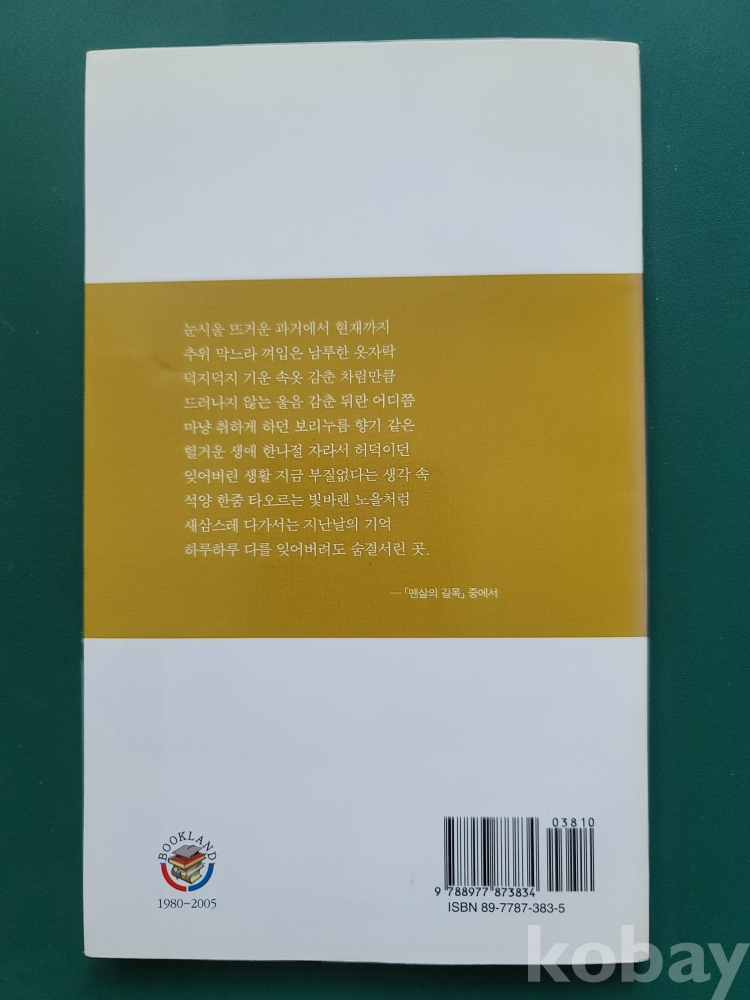 눈시울 뜨거운 과거에서 현재까지
추위 막느라 껴입은 남루한 옷자락
덕지덕지 기운 속옷 감춘 차림만큼
드러나지 않는 울음 감춘 뒤란 어디쯤
마냥 취하게 하던 보리누름 향기 같은
헐거운 생애 한나절 자라서 허덕이던
잊어버린 생활 지금 부질없다는 생각 속
석양 한줌 타오르는 빛바랜 노을처럼
새삼스레 다가서는 지난날의 기억
하루하루 다를 잊어버려도 숨결서린 곳.
─「맨살의 길목」 중에서
BOOKLAND
1980~2005
03810
9 788977 873834
ISBN 89-7787-383-5
kobay